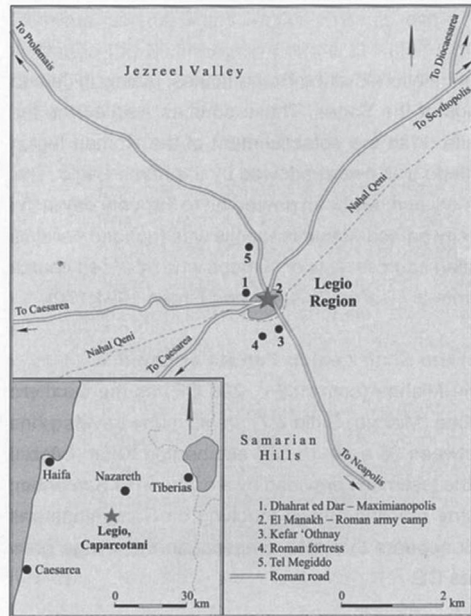 To Ptolemais
Jezreel Valley
To Diocaesarea
To Scythopolis
Nahal Qeni
5
1
2
Legio
Region
To Caesarea
4
3
Nahal Qeni
To Caesarea
Samarian
Hills
To Neapolis
Haifa
Nazareth
Tiberias
Legio,
Caparcotani
Caesarea
0 30
km
1. Dhahrat ed Dar – Maximianopolis
2. El Manakh – Roman army camp
3. Kefar ‘Othnay
4. Roman fortress
5. Tel Megiddo
Roman road
0 2
km